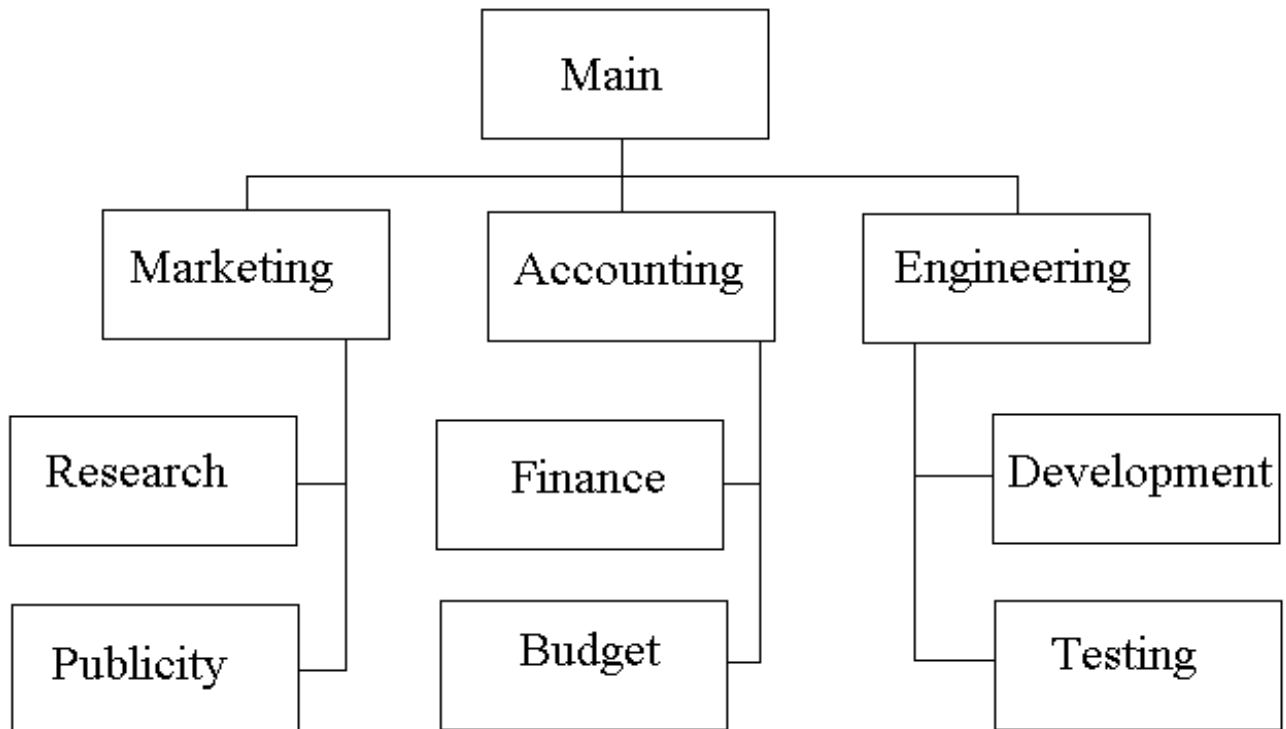 Main
Marketing
Accounting
Engineering
Research
Finance
Development
Publicity
Budget
Testing